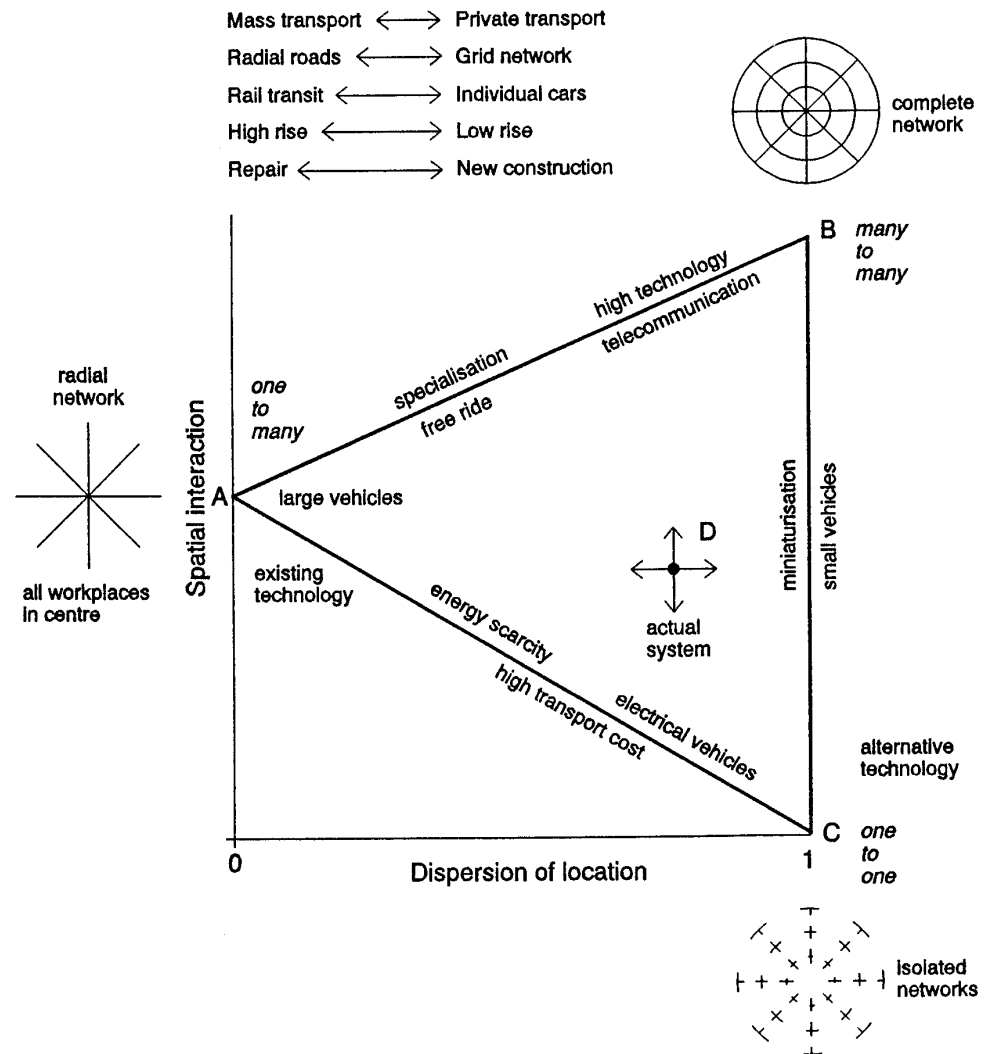 Mass transport Private transport
Radial roads Grid network
Rail transit Individual cars
High rise Low rise
Repair New construction
complete
network
B
many
to
many
high technology
telecommunication
specialisation
free ride
radial
network
one
to
many
Spatial interaction
A
large vehicles
all workplaces
in centre
existing
technology
miniaturisation
small vehicles
D
actual
system
energy scarcity
high transport cost
electrical vehicles
alternative
technology
C
one
to
one
0
1
Dispersion of location
isolated
networks